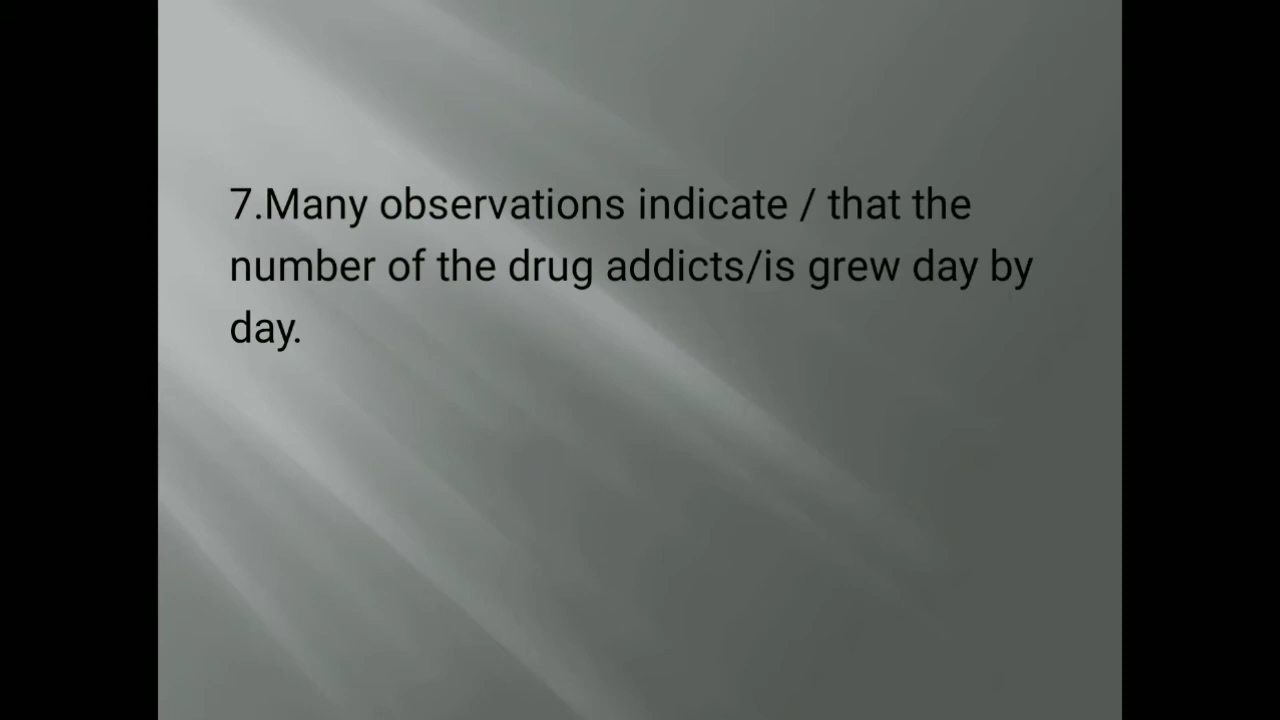 7.Many observations indicate / that the
number of the drug addicts/is grew day by
day.